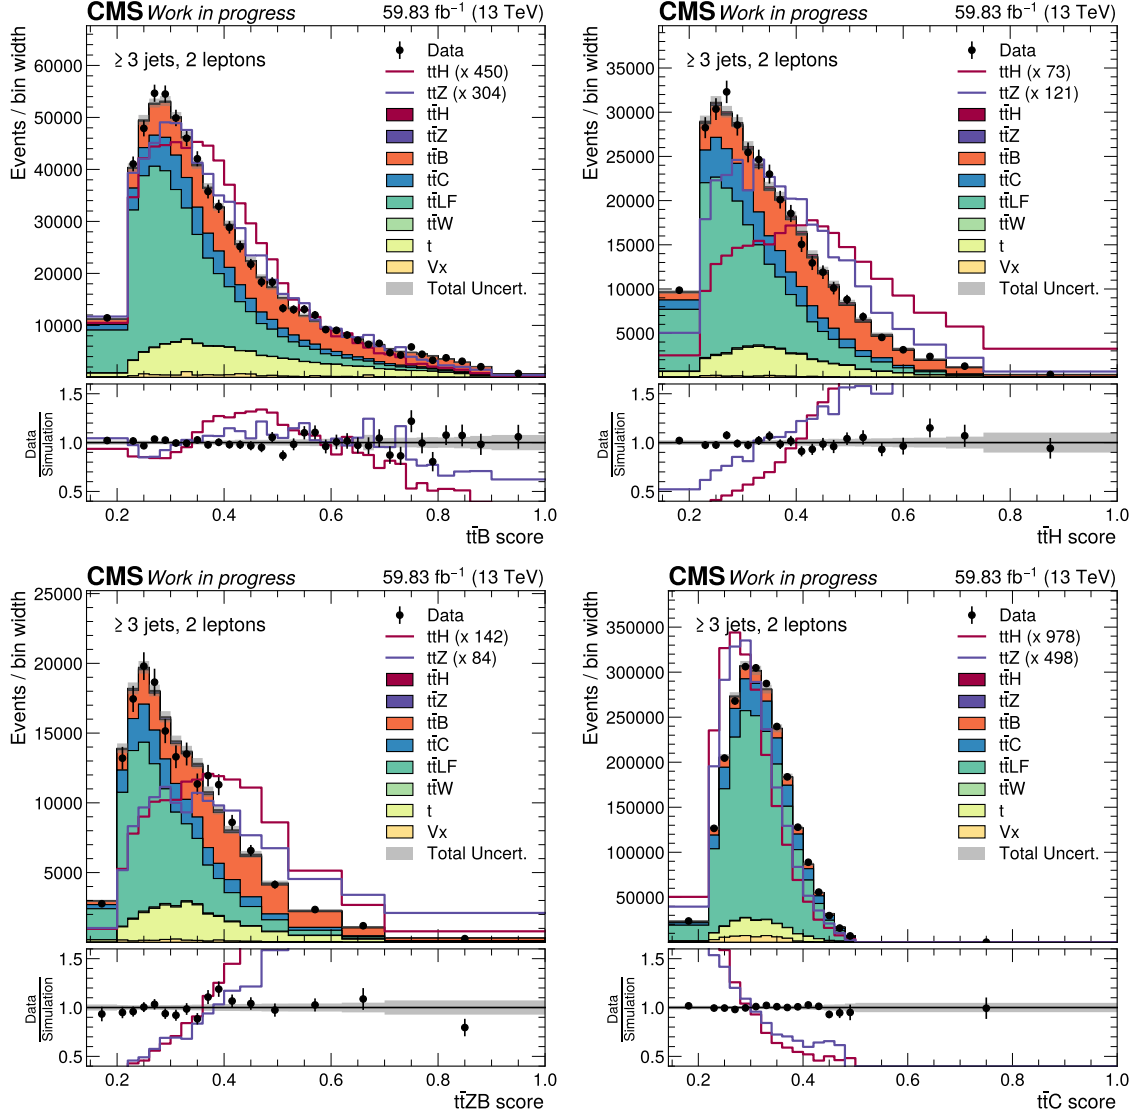 CMS Work in progress 59.83 fb⁻¹ (13 TeV)
Events / bin width
≥ 3 jets, 2 leptons
Data
ttH (x 450)
ttZ (x 304)
tt̄H
tt̄Z
tt̄B
tt̄C
tt̄LF
tt̄W
t
Vx
Total Uncert.
60000
50000
40000
30000
20000
10000
Data
Simulation
1.5
1.0
0.5
0.2 0.4 0.6 0.8 1.0
tt̄B score
CMS Work in progress 59.83 fb⁻¹ (13 TeV)
Events / bin width
≥ 3 jets, 2 leptons
Data
ttH (x 73)
ttZ (x 121)
tt̄H
tt̄Z
tt̄B
tt̄C
tt̄LF
tt̄W
t
Vx
Total Uncert.
35000
30000
25000
20000
15000
10000
5000
Data
Simulation
1.5
1.0
0.5
0.2 0.4 0.6 0.8 1.0
tt̄H score
CMS Work in progress 59.83 fb⁻¹ (13 TeV)
Events / bin width
≥ 3 jets, 2 leptons
Data
ttH (x 142)
ttZ (x 84)
tt̄H
tt̄Z
tt̄B
tt̄C
tt̄LF
tt̄W
t
Vx
Total Uncert.
25000
20000
15000
10000
5000
Data
Simulation
1.5
1.0
0.5
0.2 0.4 0.6 0.8 1.0
tt̄ZB score
CMS Work in progress 59.83 fb⁻¹ (13 TeV)
Events / bin width
≥ 3 jets, 2 leptons
Data
ttH (x 978)
ttZ (x 498)
tt̄H
tt̄Z
tt̄B
tt̄C
tt̄LF
tt̄W
t
Vx
Total Uncert.
350000
300000
250000
200000
150000
100000
50000
Data
Simulation
1.5
1.0
0.5
0.2 0.4 0.6 0.8 1.0
tt̄C score